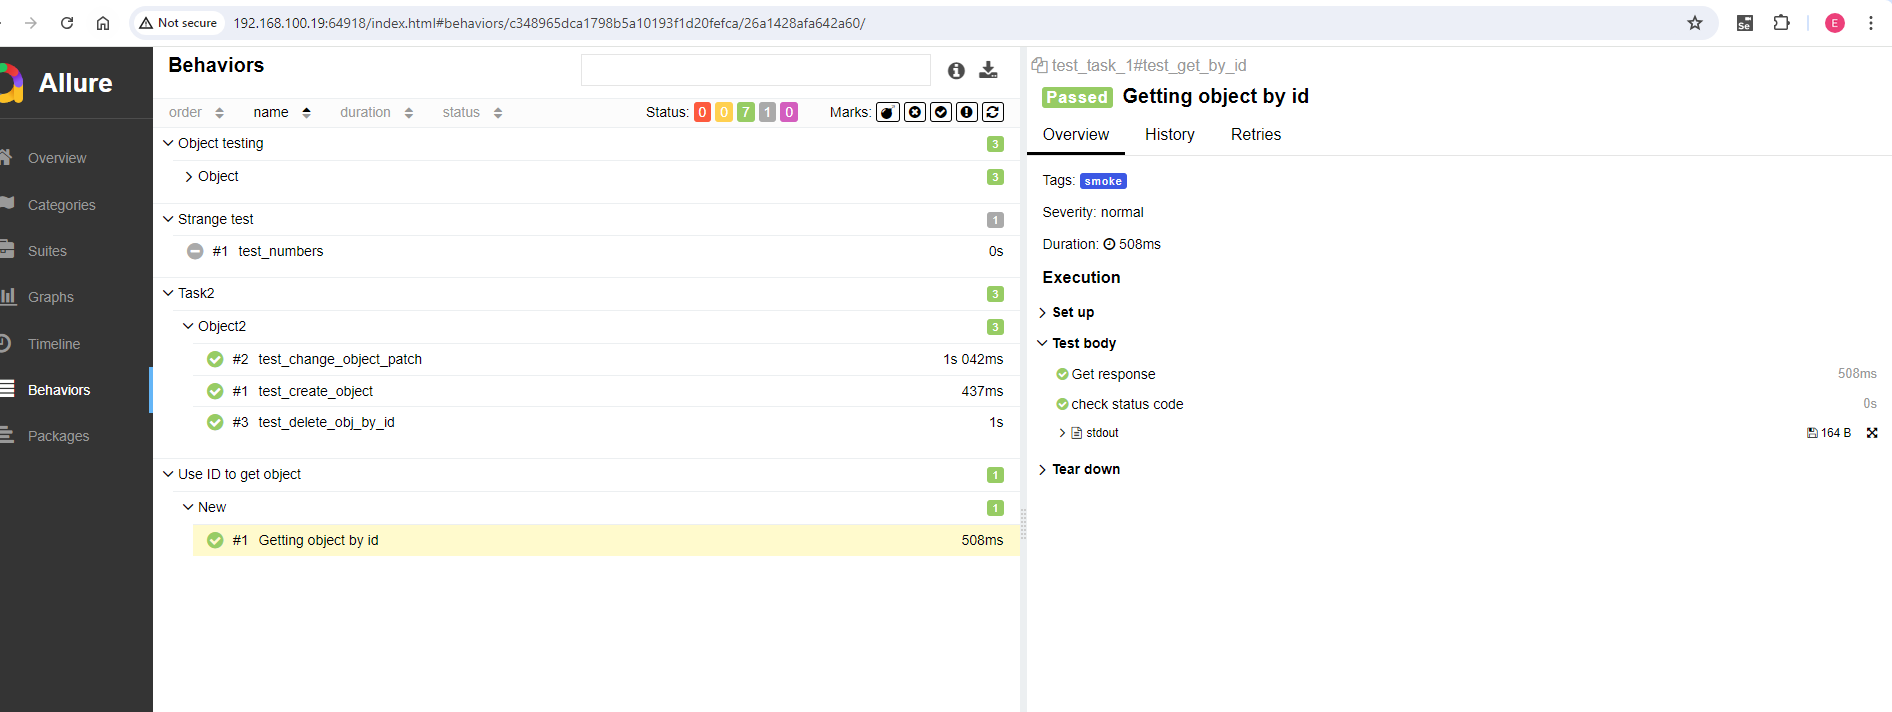 Not secure 192.168.100.19:64918/index.html#behaviors/c348965dca1798b5a10193f1d20fefca/26a1428afa642a60/
Se
E
Allure
Overview
Categories
Suites
Graphs
Timeline
Behaviors
Packages
Behaviors
order name duration status Status: 0 0 7 1 0 Marks:
Object testing 3
Object 3
Strange test 1
#1 test_numbers 0s
Task2 3
Object2 3
#2 test_change_object_patch 1s 042ms
#1 test_create_object 437ms
#3 test_delete_obj_by_id 1s
Use ID to get object 1
New 1
#1 Getting object by id 508ms
test_task_1#test_get_by_id
Passed Getting object by id
Overview History Retries
Tags: smoke
Severity: normal
Duration: 508ms
Execution
Set up
Test body
Get response 508ms
check status code 0s
stdout 164 B
Tear down